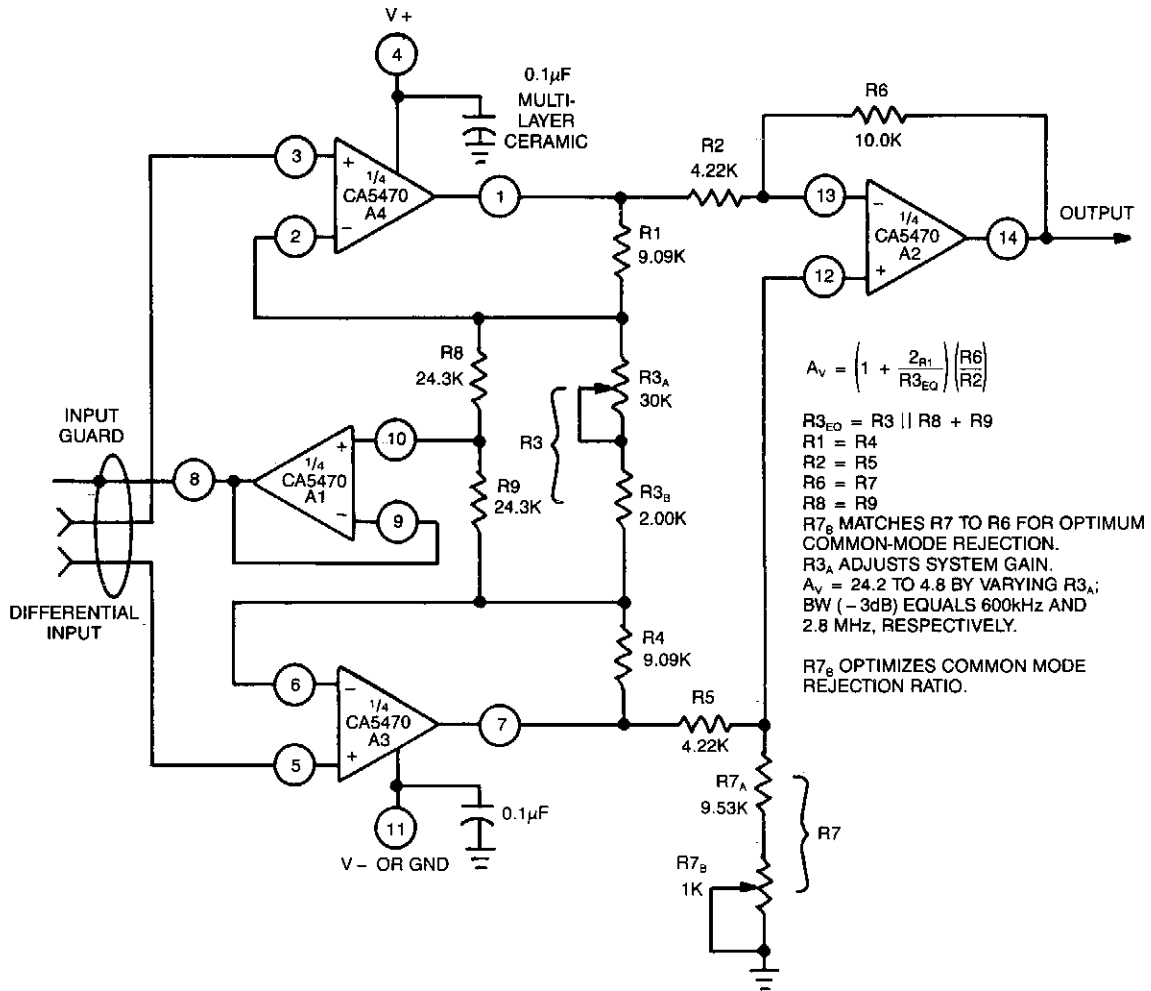 V +
4
0.1µF
MULTI-
LAYER
CERAMIC
R6
10.0K
3
+
1/4
CA5470
A4
−
2
1
R2
4.22K
13
−
1/4
CA5470
A2
+
12
14
OUTPUT
R1
9.09K
R8
24.3K
R3A
30K
R3
INPUT
GUARD
8
1/4
CA5470
A1
+
−
10
9
R9
24.3K
R3B
2.00K
DIFFERENTIAL
INPUT
AV = (1 + 2R1/R3EQ) (R6/R2)
R3EQ = R3 || R8 + R9
R1 = R4
R2 = R5
R6 = R7
R8 = R9
R7B MATCHES R7 TO R6 FOR OPTIMUM
COMMON-MODE REJECTION.
R3A ADJUSTS SYSTEM GAIN.
AV = 24.2 TO 4.8 BY VARYING R3A;
BW (−3dB) EQUALS 600kHz AND
2.8 MHz, RESPECTIVELY.
R7B OPTIMIZES COMMON MODE
REJECTION RATIO.
6
−
1/4
CA5470
A3
+
5
7
R4
9.09K
R5
4.22K
11
0.1µF
V − OR GND
R7A
9.53K
R7
R7B
1K